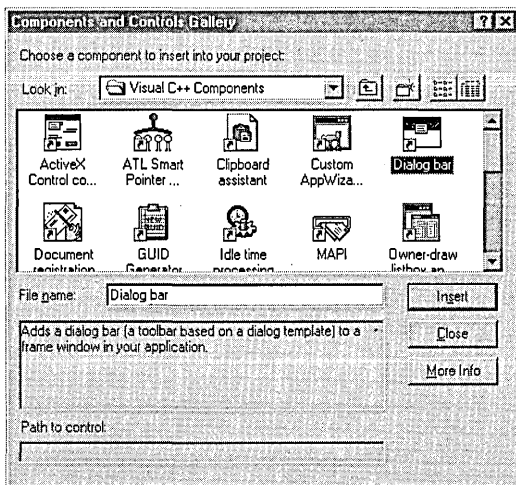 Components and Controls Gallery
Choose a component to insert into your project:
Look in: Visual C++ Components
ActiveX Control co...
ATL Smart Pointer ...
Clipboard assistant
Custom AppWiza...
Dialog bar
Document registration
GUID Generator
Idle time processing
MAPI
Owner-draw listbox an...
File name: Dialog bar
Insert
Adds a dialog bar (a toolbar based on a dialog template) to a
frame window in your application.
Close
More Info
Path to control: